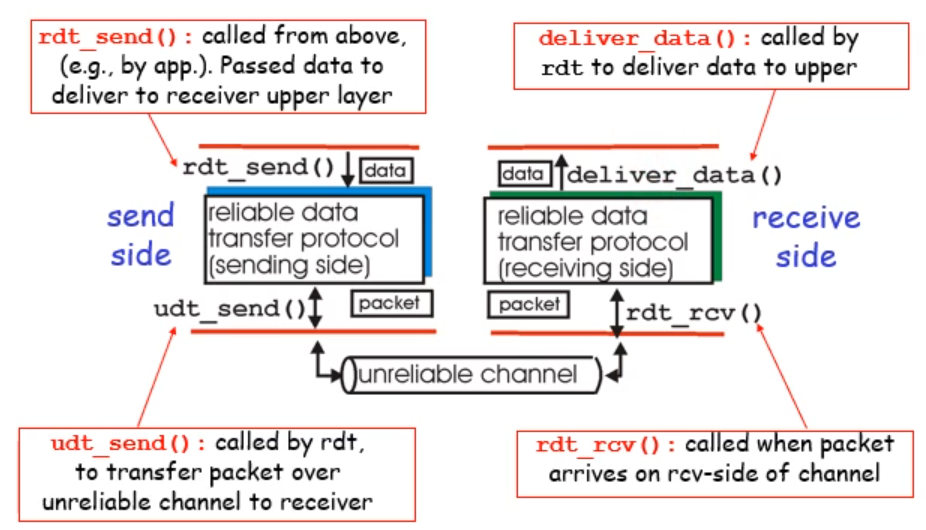 rdt_send(): called from above,
(e.g., by app.). Passed data to
deliver to receiver upper layer
deliver_data(): called by
rdt to deliver data to upper
rdt_send()
data
data
deliver_data()
send
side
reliable data
transfer protocol
(sending side)
reliable data
transfer protocol
(receiving side)
receive
side
udt_send()
packet
packet
rdt_rcv()
unreliable channel
udt_send(): called by rdt,
to transfer packet over
unreliable channel to receiver
rdt_rcv(): called when packet
arrives on rcv-side of channel